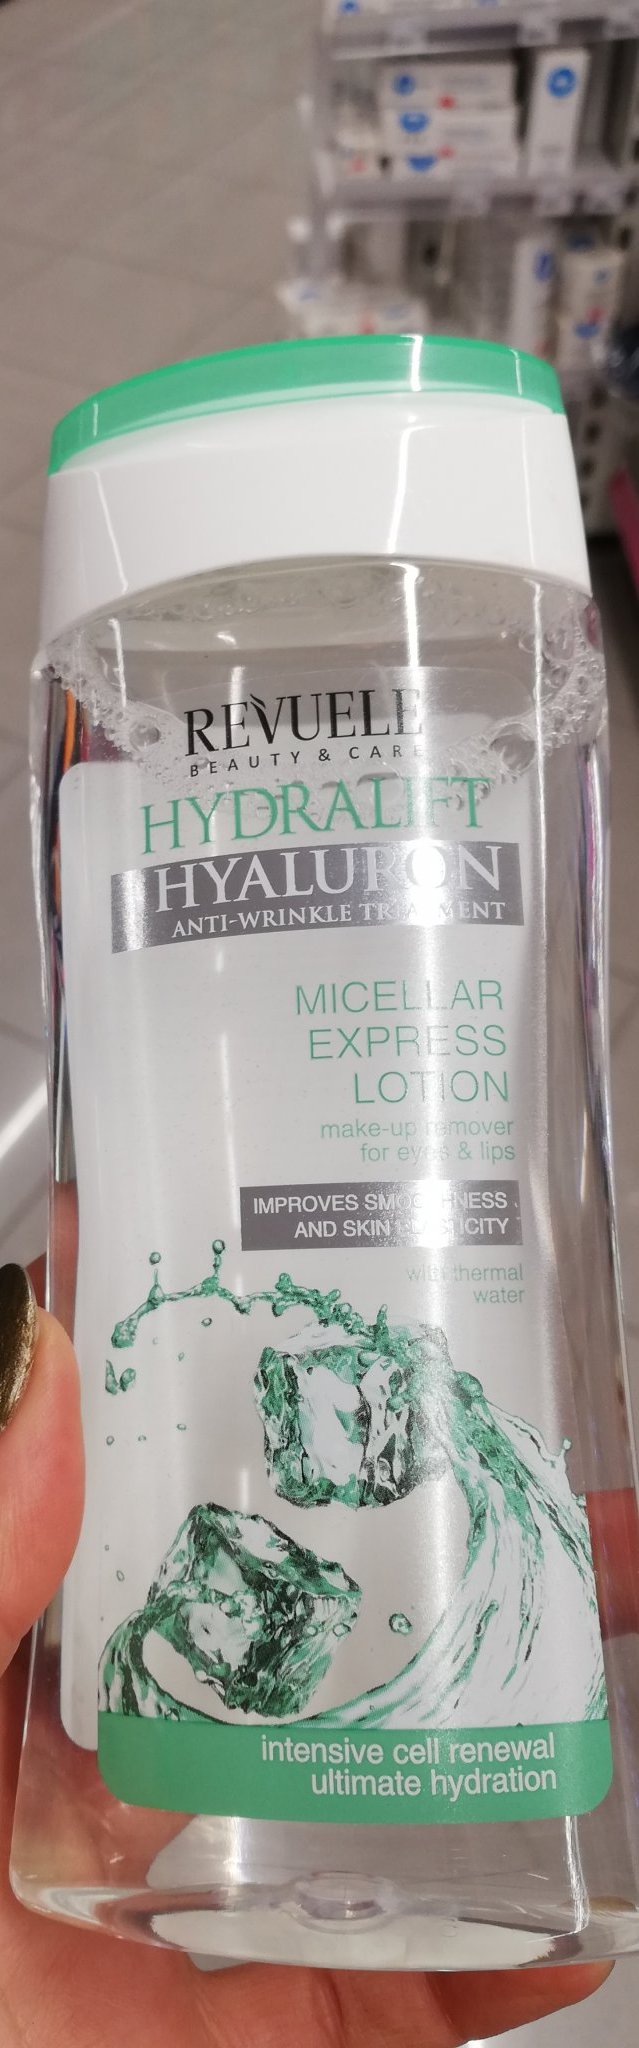 REVUELE
BEAUTY & CARE
HYDRALIFT
HYALURON
ANTI-WRINKLE TREATMENT
MICELLAR
EXPRESS
LOTION
make-up remover
for eyes & lips
IMPROVES SMOOTHNESS
AND SKIN PLASTICITY
with thermal
water
intensive cell renewal
ultimate hydration